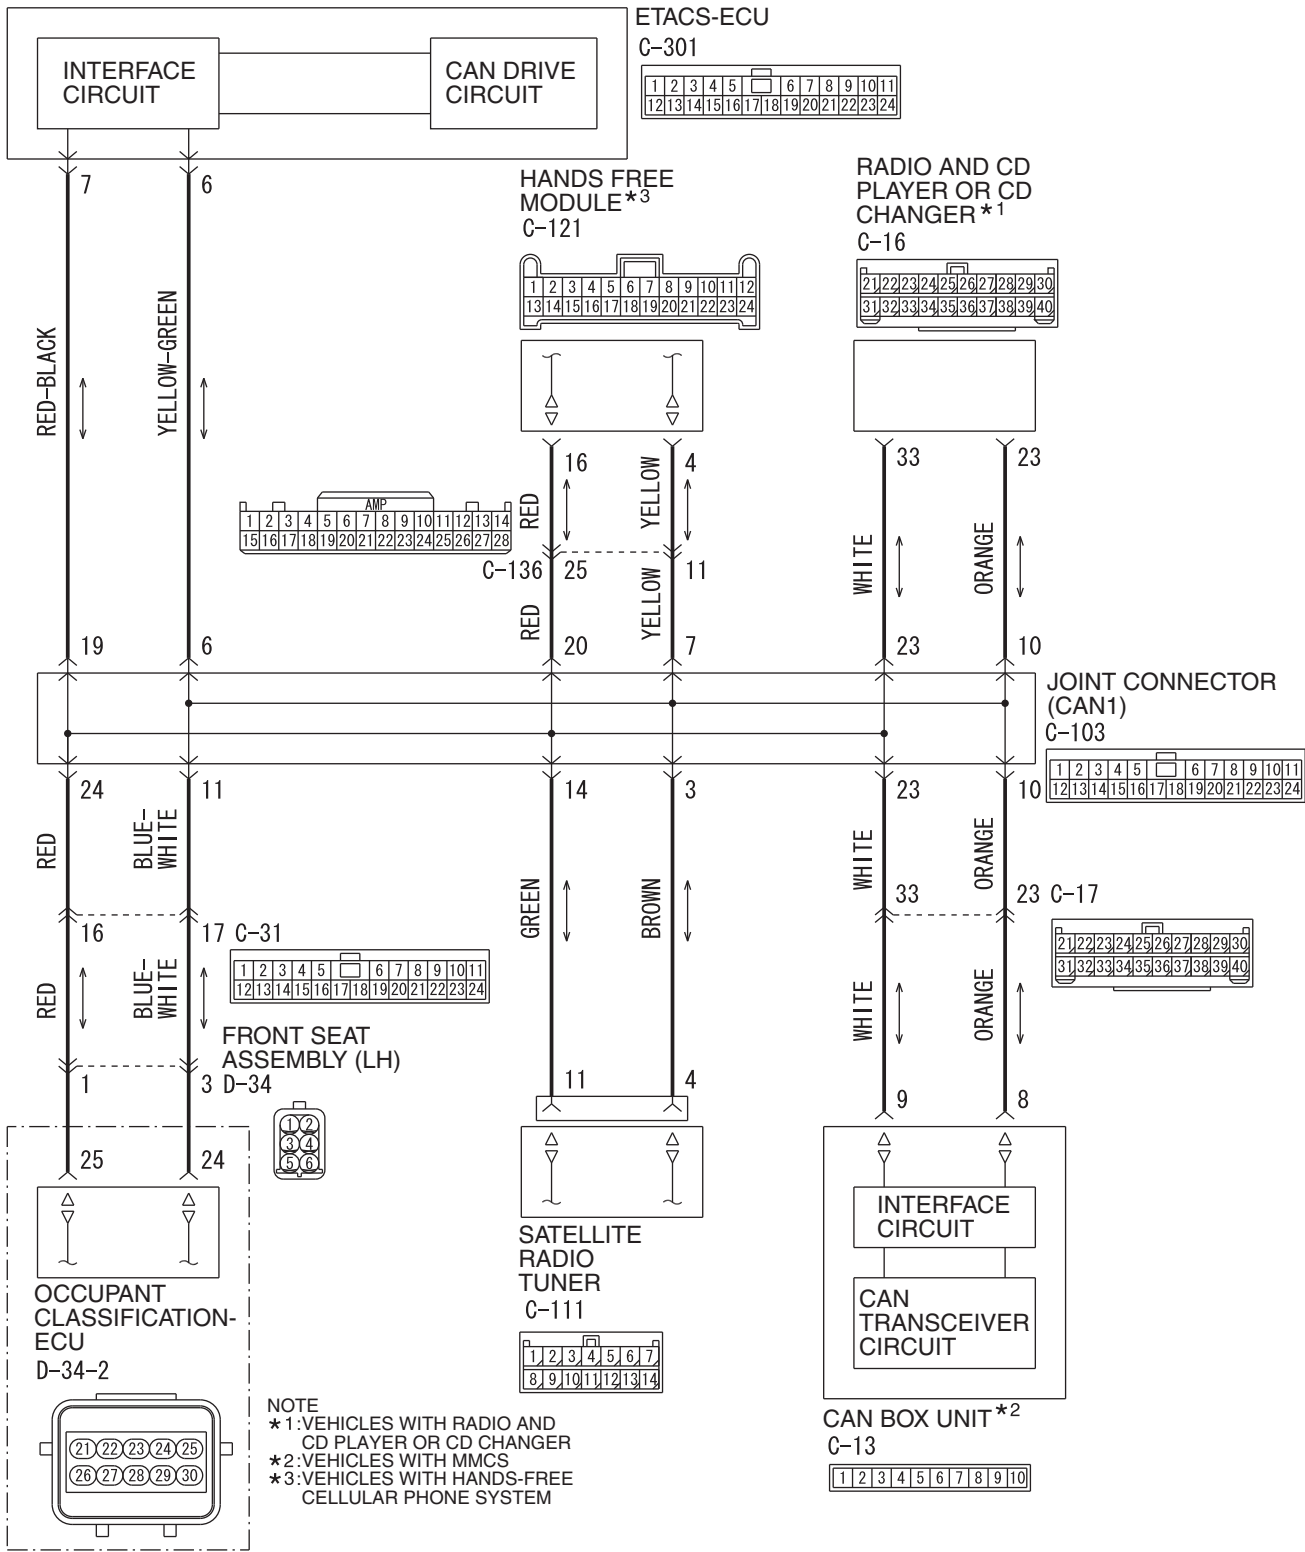 ETACS-ECU
C-301
INTERFACE
CIRCUIT
CAN DRIVE
CIRCUIT
1 2 3 4 5 6 7 8 9 10 11
12 13 14 15 16 17 18 19 20 21 22 23 24
7
6
HANDS FREE
MODULE*3
C-121
RADIO AND CD
PLAYER OR CD
CHANGER*1
C-16
1 2 3 4 5 6 7 8 9 10 11 12
13 14 15 16 17 18 19 20 21 22 23 24
21 22 23 24 25 26 27 28 29 30
31 32 33 34 35 36 37 38 39 40
RED-BLACK
YELLOW-GREEN
16
4
33
23
RED
YELLOW
AMP
1 2 3 4 5 6 7 8 9 10 11 12 13 14
15 16 17 18 19 20 21 22 23 24 25 26 27 28
C-136
25
11
WHITE
ORANGE
RED
YELLOW
19
6
20
7
23
10
JOINT CONNECTOR
(CAN1)
C-103
1 2 3 4 5 6 7 8 9 10 11
12 13 14 15 16 17 18 19 20 21 22 23 24
24
11
14
3
23
10
RED
BLUE-
WHITE
GREEN
BROWN
WHITE
ORANGE
33
23 C-17
21 22 23 24 25 26 27 28 29 30
31 32 33 34 35 36 37 38 39 40
16
17 C-31
1 2 3 4 5 6 7 8 9 10 11
12 13 14 15 16 17 18 19 20 21 22 23 24
RED
BLUE-
WHITE
WHITE
ORANGE
FRONT SEAT
ASSEMBLY (LH)
1
3 D-34
1 2
3 4
5 6
11
4
9
8
25
24
INTERFACE
CIRCUIT
CAN
TRANSCEIVER
CIRCUIT
SATELLITE
RADIO
TUNER
C-111
1 2 3 4 5 6 7
8 9 10 11 12 13 14
OCCUPANT
CLASSIFICATION-
ECU
D-34-2
21 22 23 24 25
26 27 28 29 30
CAN BOX UNIT*2
C-13
1 2 3 4 5 6 7 8 9 10
NOTE
*1:VEHICLES WITH RADIO AND
CD PLAYER OR CD CHANGER
*2:VEHICLES WITH MMCS
*3:VEHICLES WITH HANDS-FREE
CELLULAR PHONE SYSTEM